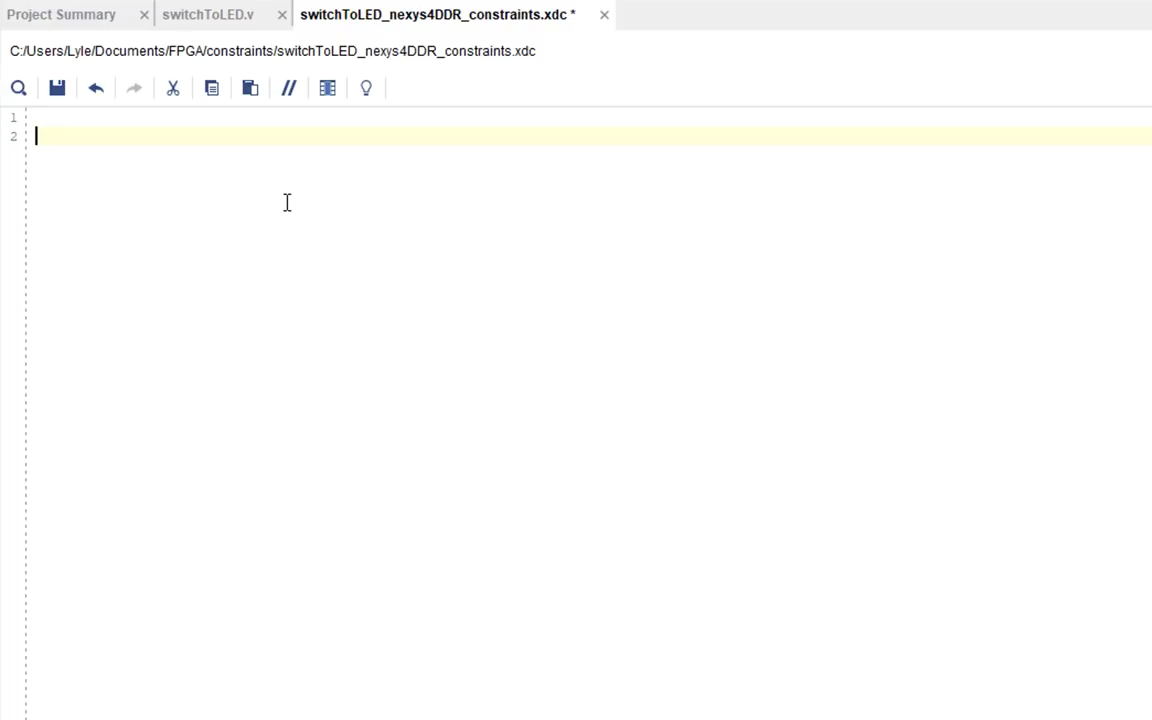 Project Summary
switchToLED.v
switchToLED_nexys4DDR_constraints.xdc *
C:/Users/Lyle/Documents/FPGA/constraints/switchToLED_nexys4DDR_constraints.xdc
1
2